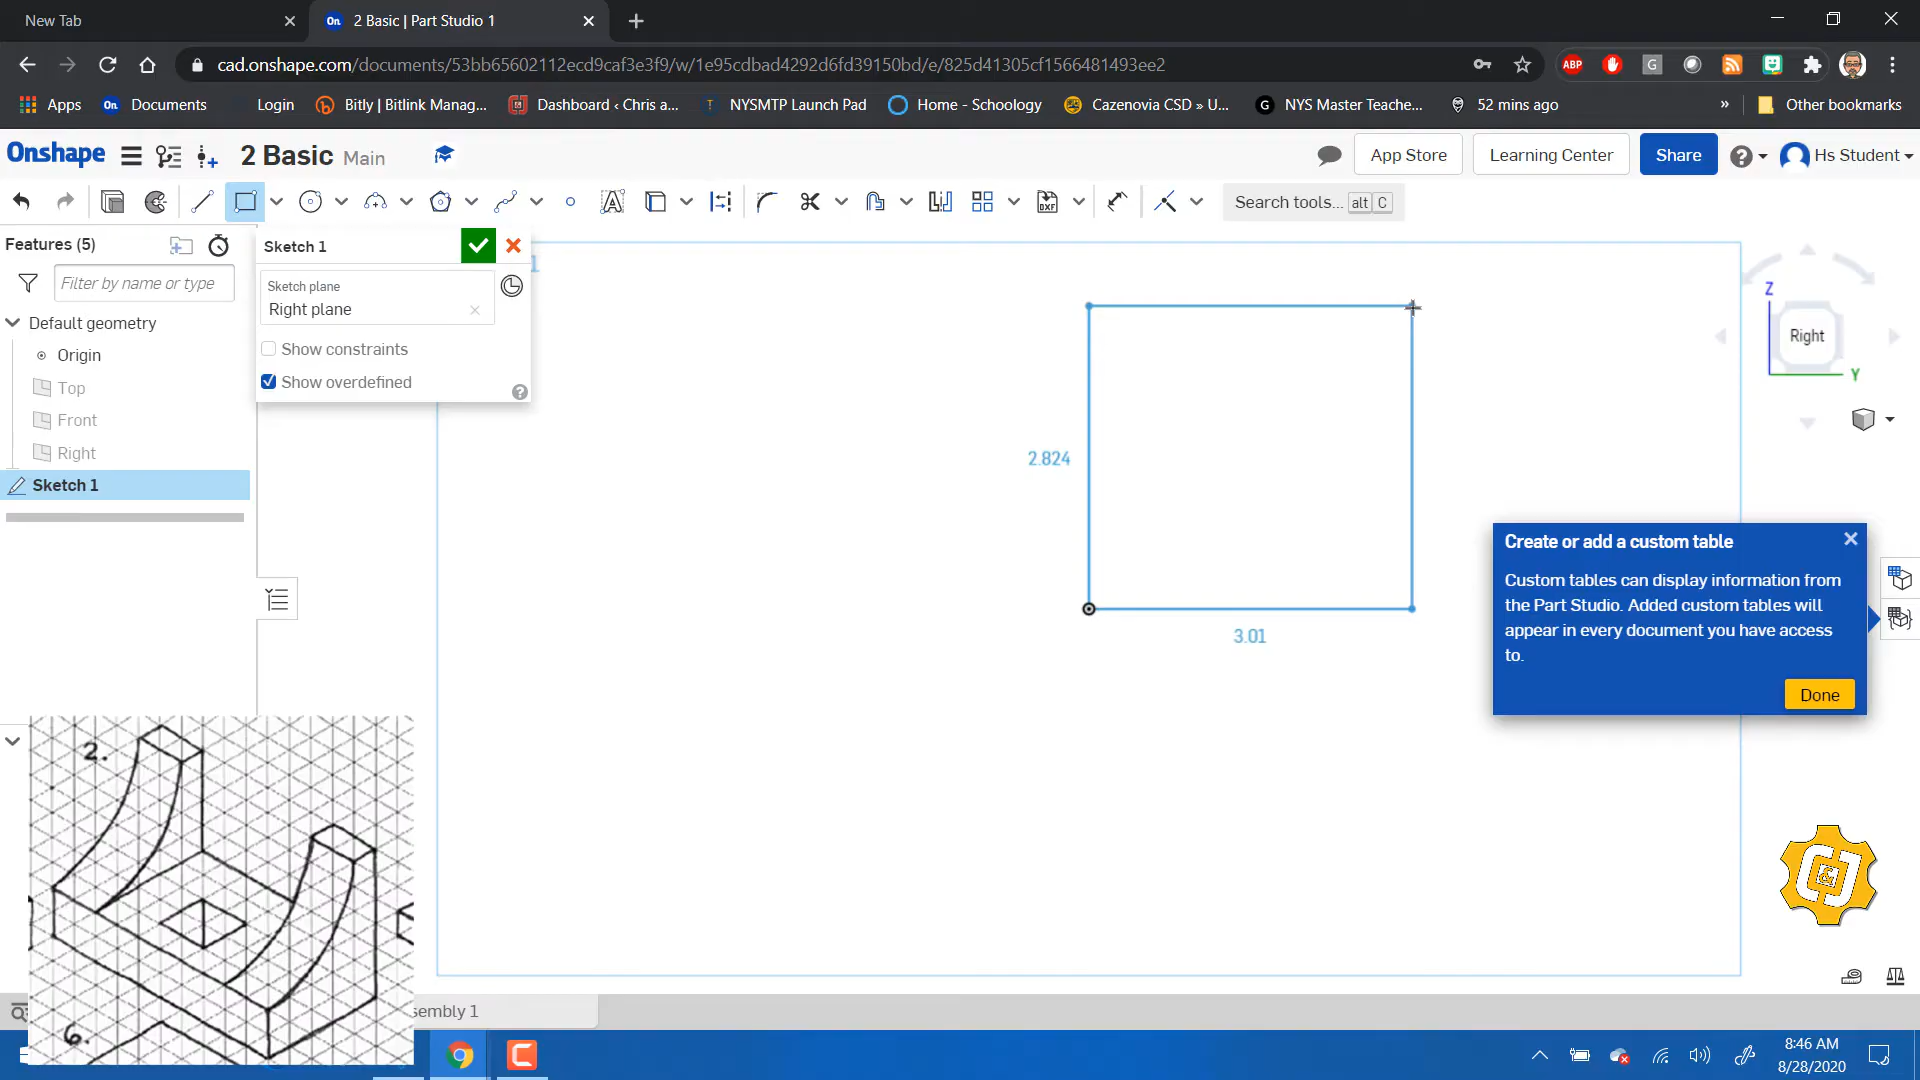 New Tab
On 2 Basic | Part Studio 1
cad.onshape.com/documents/53bb65602112ecd9caf3e3f9/w/1e95cdbad4292d6fd39150bd/e/825d41305cf1566481493ee2
ABP G
Apps On Documents Login Bitly | Bitlink Manag... Dashboard ‹ Chris a... T NYSMTP Launch Pad Home - Schoology Cazenovia CSD » U... G NYS Master Teache... 52 mins ago » Other bookmarks
Onshape 2 Basic Main App Store Learning Center Share Hs Student
A DXF Search tools... alt C
Features (5)
Filter by name or type
Default geometry
Origin
Top
Front
Right
Sketch 1
Sketch 1
Sketch plane
Right plane
Show constraints
Show overdefined
1
2.824
3.01
Z
Right
Y
Create or add a custom table
Custom tables can display information from
the Part Studio. Added custom tables will
appear in every document you have access
to.
Done
2.
6.
C&J
sembly 1
8:46 AM
8/28/2020